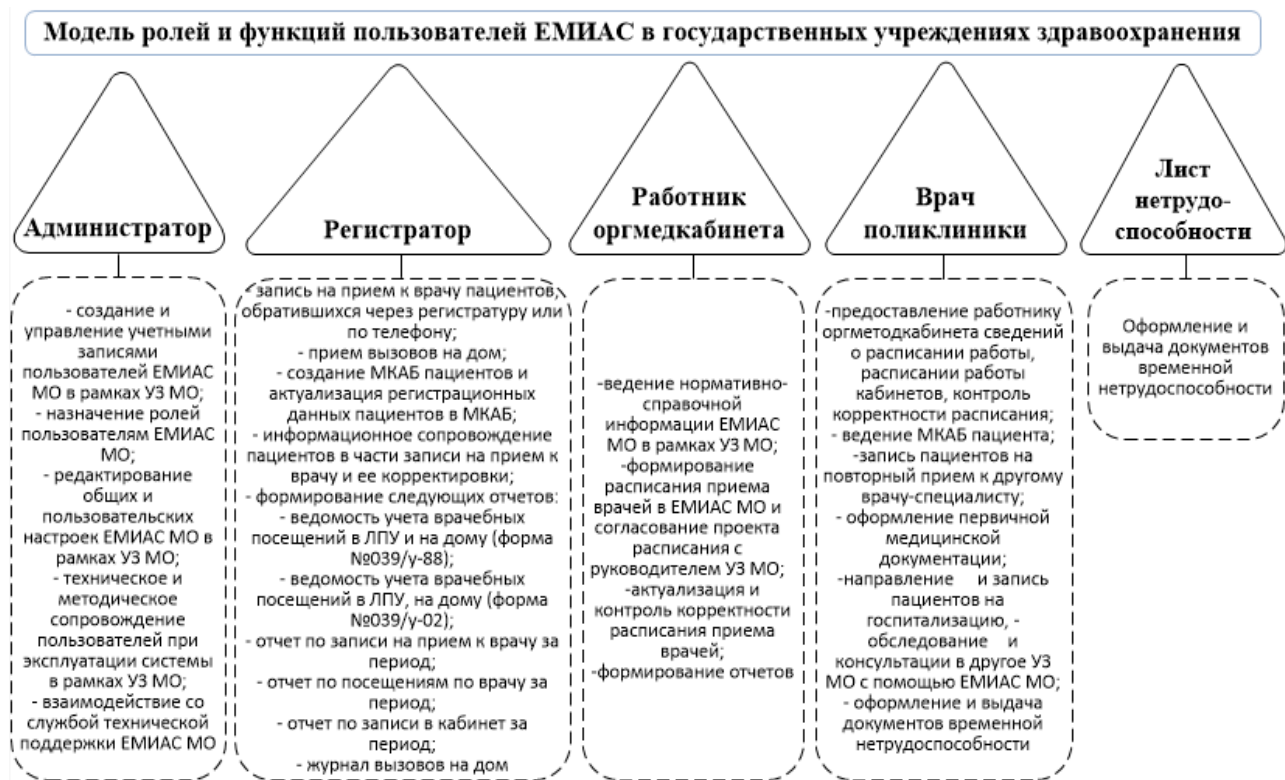 Модель ролей и функций пользователей ЕМИАС в государственных учреждениях здравоохранения
Администратор
- создание и
управление учетными
записями
пользователей ЕМИАС
МО в рамках УЗ МО;
- назначение ролей
пользователям ЕМИАС
МО;
- редактирование
общих и
пользовательских
настроек ЕМИАС МО в
рамках УЗ МО;
- техническое и
методическое
сопровождение
пользователей при
эксплуатации системы
в рамках УЗ МО;
- взаимодействие со
службой технической
поддержки ЕМИАС МО
Регистратор
- запись на прием к врачу пациентов,
обратившихся через регистратуру или
по телефону;
- прием вызовов на дом;
- создание МКАБ пациентов и
актуализация регистрационных
данных пациентов в МКАБ;
- информационное сопровождение
пациентов в части записи на прием к
врачу и ее корректировки;
- формирование следующих отчетов:
- ведомость учета врачебных
посещений в ЛПУ и на дому (форма
№039/у-88);
- ведомость учета врачебных
посещений в ЛПУ, на дому (форма
№039/у-02);
- отчет по записи на прием к врачу за
период;
- отчет по посещениям по врачу за
период;
- отчет по записи в кабинет за
период;
- журнал вызовов на дом
Работник
оргмедкабинета
-ведение нормативно-
справочной
информации ЕМИАС
МО в рамках УЗ МО;
-формирование
расписания приема
врачей в ЕМИАС МО и
согласование проекта
расписания с
руководителем УЗ МО;
-актуализация и
контроль корректности
расписания приема
врачей;
-формирование отчетов
Врач
поликлиники
-предоставление работнику
оргметодкабинета сведений
о расписании работы,
расписании работы
кабинетов, контроль
корректности расписания;
- ведение МКАБ пациента;
-запись пациентов на
повторный прием к другому
врачу-специалисту;
- оформление первичной
медицинской
документации;
-направление и запись
пациентов на
госпитализацию, -
обследование и
консультации в другое УЗ
МО с помощью ЕМИАС МО;
- оформление и выдача
документов временной
нетрудоспособности
Лист
нетрудо-
способности
Оформление и
выдача документов
временной
нетрудоспособности